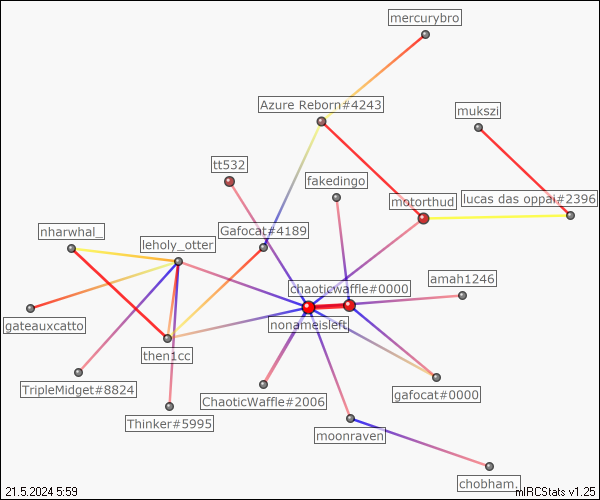 mercurybro
Azure Reborn#4243
mukszi
tt532
fakedingo
lucas das oppai#2396
motorthud
nharwhal_
Gafocat#4189
leholy_otter
amah1246
chaoticwaffle#0000
gateauxcatto
nonameisleft
then1cc
TripleMidget#8824
gafocat#0000
ChaoticWaffle#2006
Thinker#5995
moonraven
chobham.
21.5.2024 5:59
mIRCStats v1.25